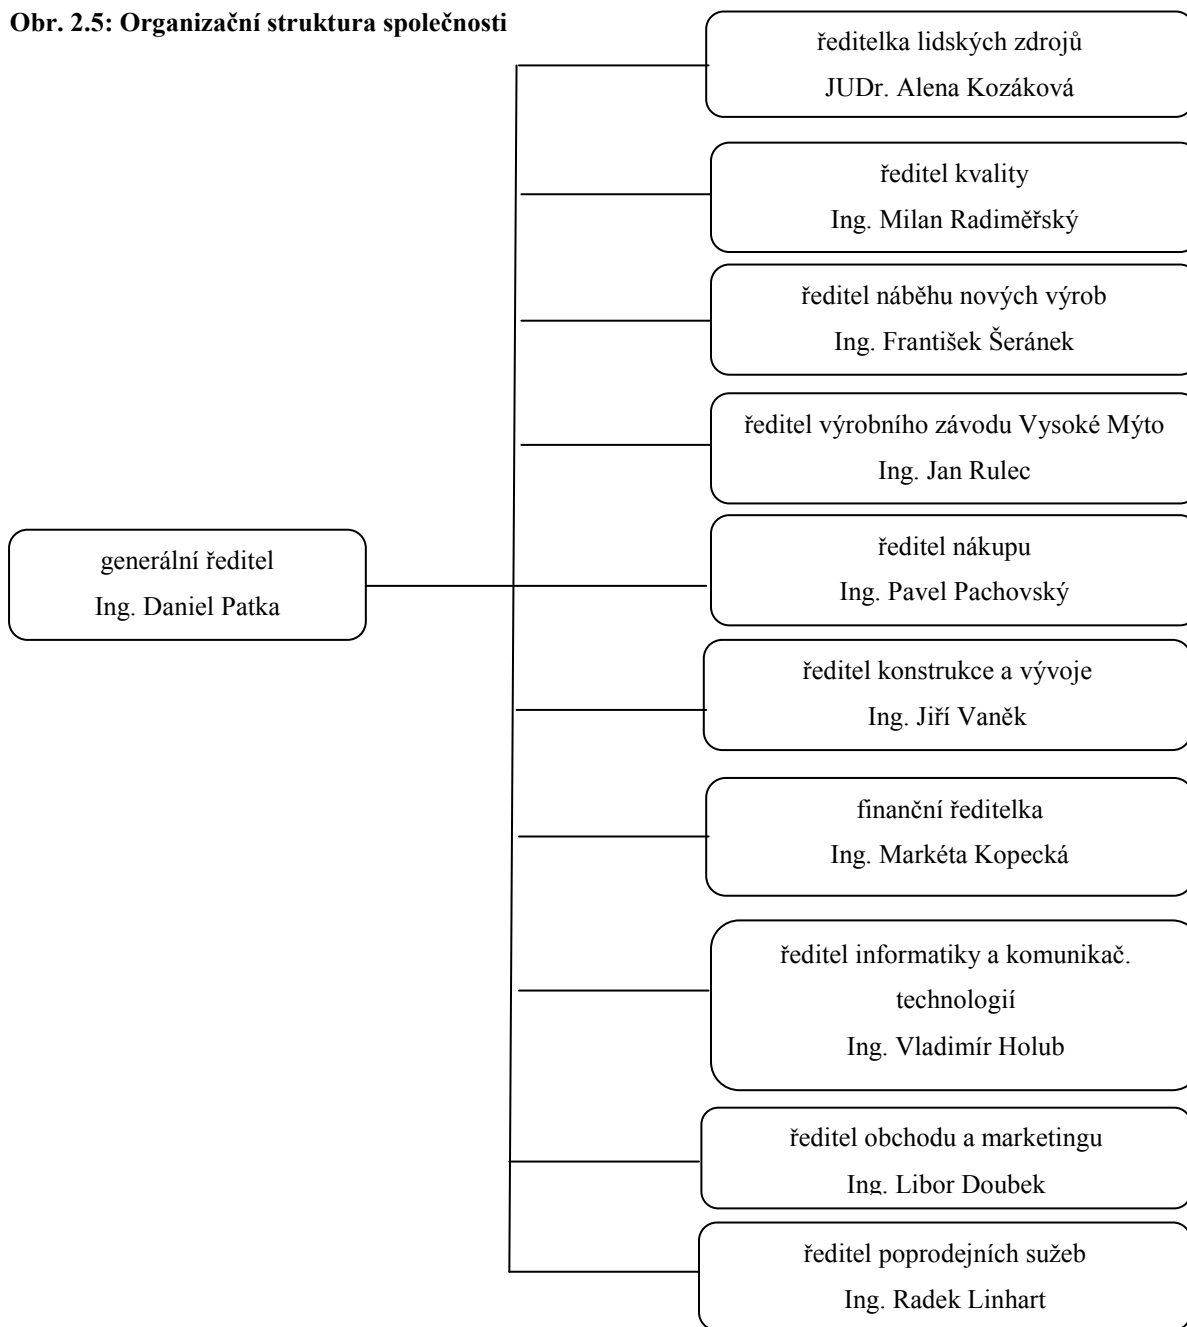 Obr. 2.5: Organizační struktura společnosti
ředitelka lidských zdrojů
JUDr. Alena Kozáková
ředitel kvality
Ing. Milan Radiměřský
ředitel náběhu nových výrob
Ing. František Šeránek
ředitel výrobního závodu Vysoké Mýto
Ing. Jan Rulec
generální ředitel
Ing. Daniel Patka
ředitel nákupu
Ing. Pavel Pachovský
ředitel konstrukce a vývoje
Ing. Jiří Vaněk
finanční ředitelka
Ing. Markéta Kopecká
ředitel informatiky a komunikač.
technologií
Ing. Vladimír Holub
ředitel obchodu a marketingu
Ing. Libor Doubek
ředitel poprodejních sužeb
Ing. Radek Linhart